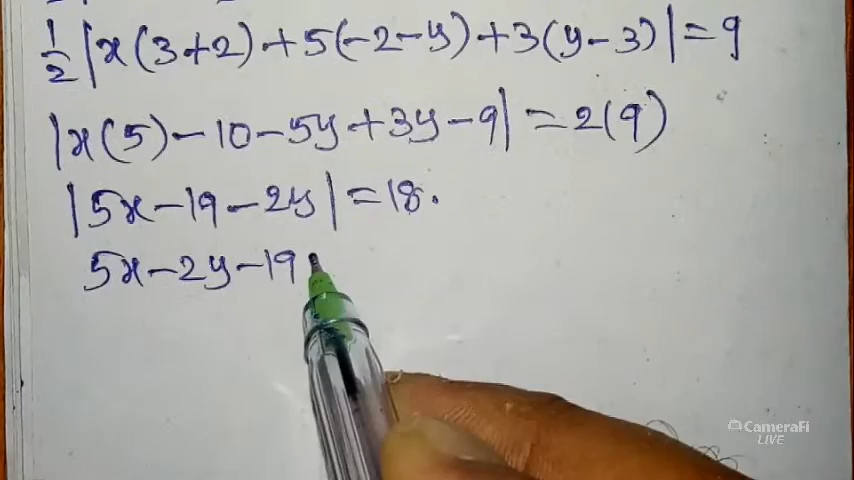 1/2 |x(3+2) + 5(-2-y) + 3(y-3)| = 9
|x(5) - 10 - 5y + 3y - 9| = 2(9)
|5x - 19 - 2y| = 18.
5x - 2y - 19
CameraFi
LIVE